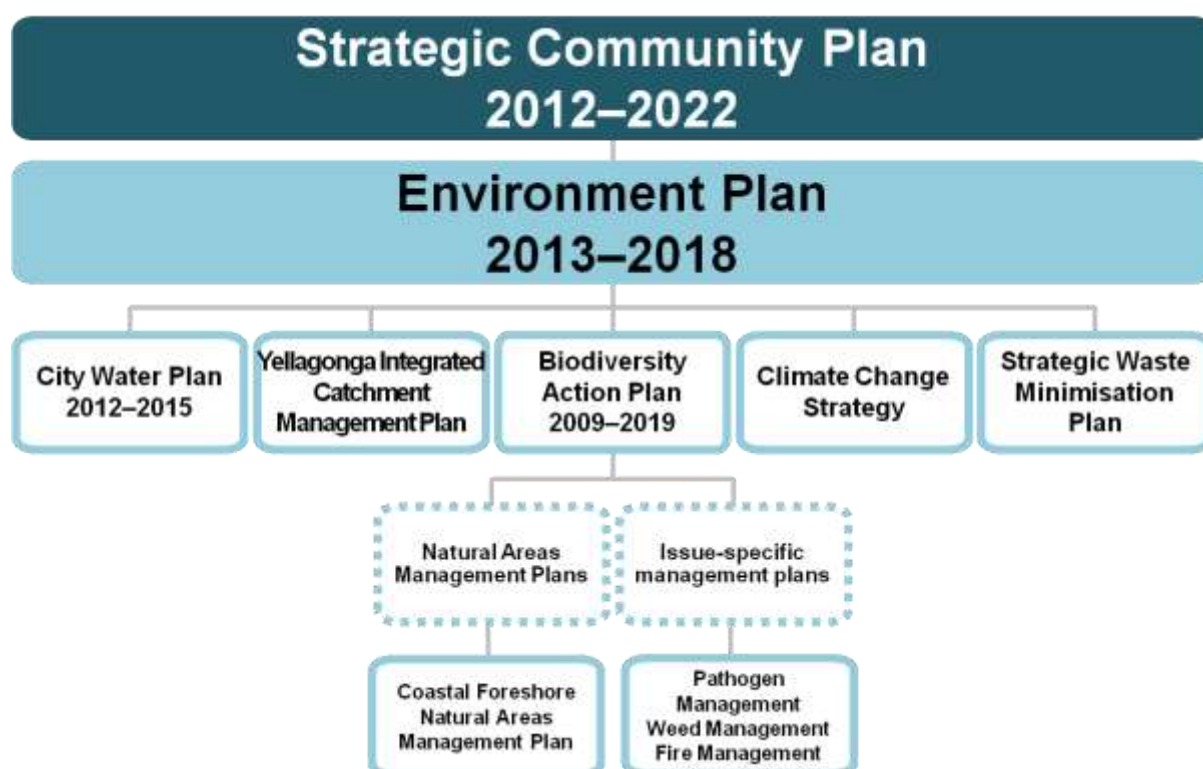 Strategic Community Plan
2012–2022
Environment Plan
2013–2018
City Water Plan
2012–2015
Yellagonga Integrated
Catchment
Management Plan
Biodiversity
Action Plan
2009–2019
Climate Change
Strategy
Strategic Waste
Minimisation
Plan
Natural Areas
Management Plans
Issue-specific
management plans
Coastal Foreshore
Natural Areas
Management Plan
Pathogen
Management
Weed Management
Fire Management